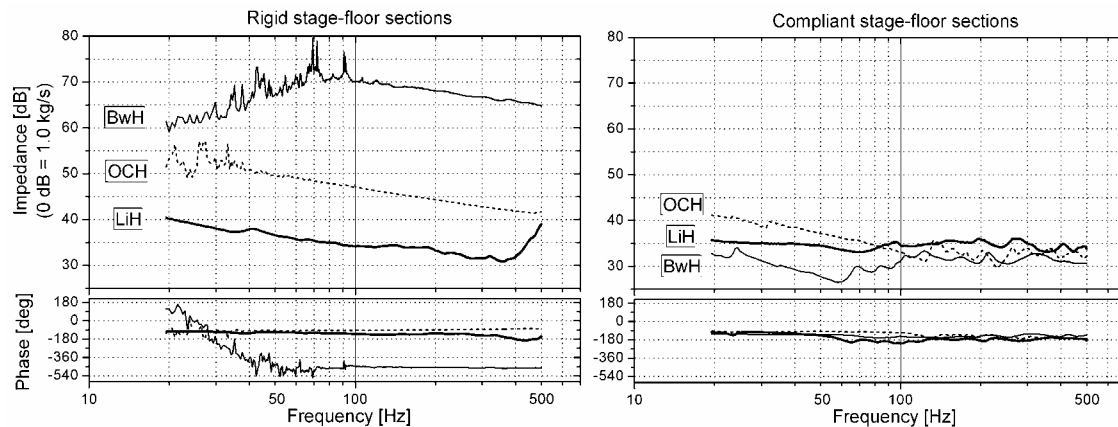 Rigid stage-floor sections
Impedance [dB]
(0 dB = 1.0 kg/s)
80
70
60
50
40
30
BwH
OCH
LiH
Phase [deg]
180
0
-180
-360
-540
10
50
100
500
Frequency [Hz]
Compliant stage-floor sections
80
70
60
50
40
30
OCH
LiH
BwH
180
0
-180
-360
-540
10
50
100
500
Frequency [Hz]